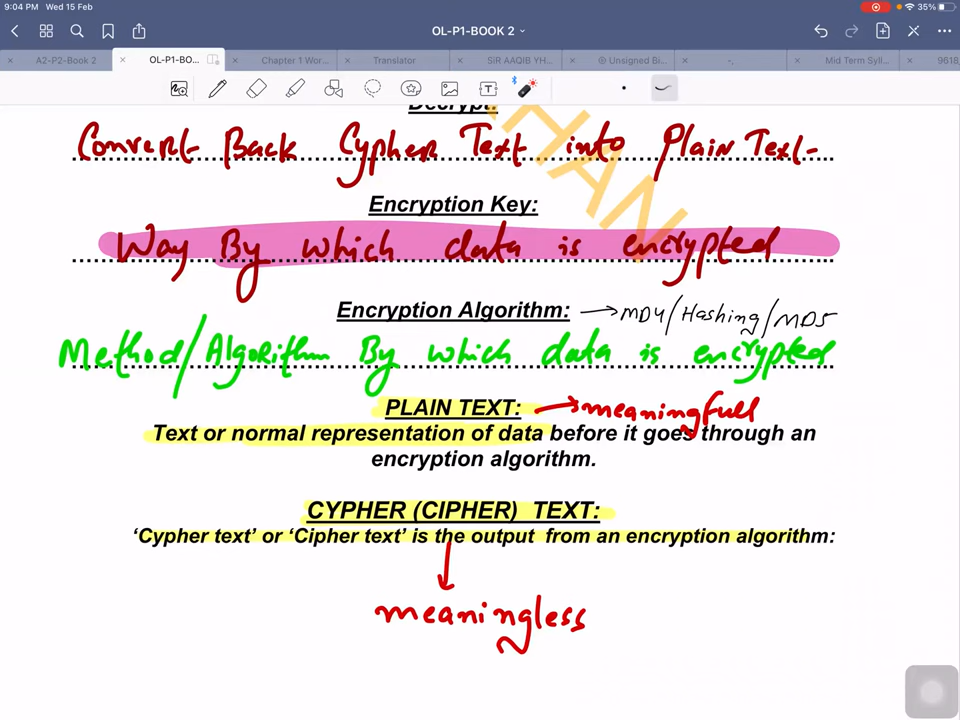 9:04 PM Wed 15 Feb
35%
OL-P1-BOOK 2
A2-P2-Book 2
OL-P1-BO...
Chapter 1 Wor...
Translator
SIR AAQIB YH...
Unsigned Bi...
-,
Mid Term Syll...
9618,
Decrypt:
Convert Back Cypher Text into Plain Text-
HAN
Encryption Key:
Way By which data is encrypted
Encryption Algorithm: → MD4/Hashing/MD5
Method/Algorithm By which data is encrypted
PLAIN TEXT: → meaningfull
Text or normal representation of data before it goes through an
encryption algorithm.
CYPHER (CIPHER) TEXT:
‘Cypher text’ or ‘Cipher text’ is the output from an encryption algorithm:
meaningless